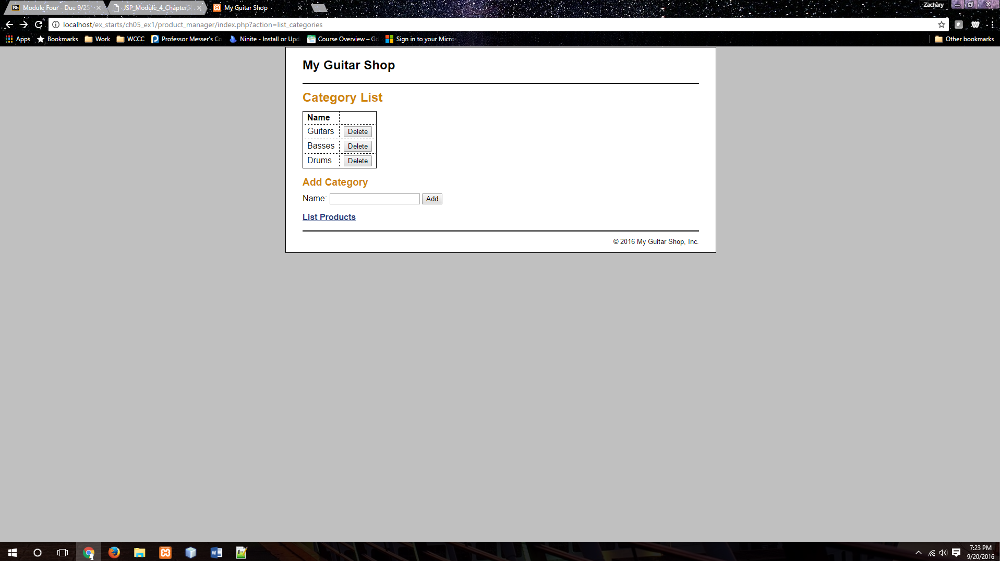 Bb Module Four - Due 9/25
JSP_Module_4_Chapter5
My Guitar Shop
Zachary
localhost/ex_starts/ch05_ex1/product_manager/index.php?action=list_categories
Apps Bookmarks Work WCCC Professor Messer's Co Ninite - Install or Upd Course Overview – Go Sign in to your Micros Other bookmarks
My Guitar Shop
Category List
Name
Guitars Delete
Basses Delete
Drums Delete
Add Category
Name: Add
List Products
© 2016 My Guitar Shop, Inc.
7:23 PM
9/20/2016